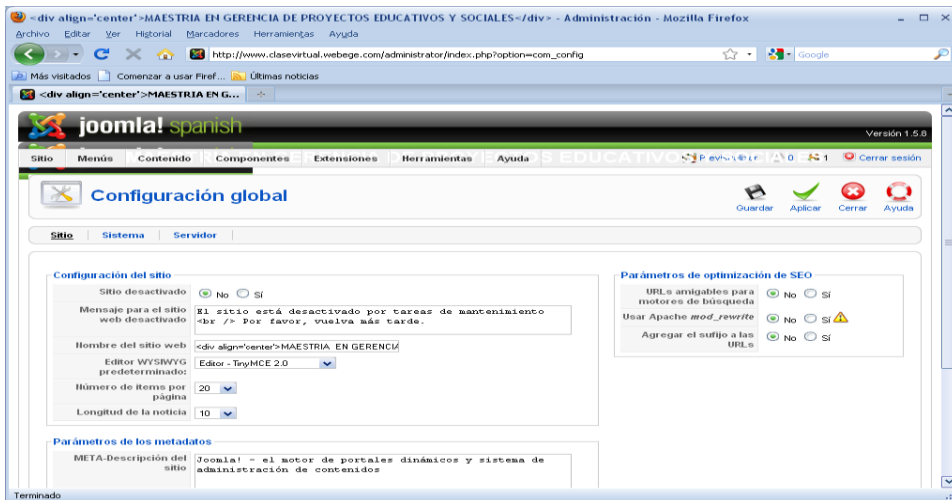 <div align='center'>MAESTRIA EN GERENCIA DE PROYECTOS EDUCATIVOS Y SOCIALES</div> - Administración - Mozilla Firefox
Archivo Editar Ver Historial Marcadores Herramientas Ayuda
http://www.clasevirtual.webege.com/administrator/index.php?option=com_config
Google
Más visitados Comenzar a usar Firef... Últimas noticias
<div align='center'>MAESTRIA EN G...
joomla! spanish
Versión 1.5.8
Sitio Menús Contenido Componentes Extensiones Herramientas Ayuda 0 1 Cerrar sesión
Configuración global
Guardar Aplicar Cerrar Ayuda
Sitio Sistema Servidor
Configuración del sitio
Sitio desactivado No Sí
Mensaje para el sitio web desactivado
El sitio está desactivado por tareas de mantenimiento
<br /> Por favor, vuelva más tarde.
Nombre del sitio web <div align='center'>MAESTRIA EN GERENCIA
Editor WYSIWYG predeterminado: Editor - TinyMCE 2.0
Número de items por página 20
Longitud de la noticia 10
Parámetros de los metadatos
META-Descripción del sitio
Joomla! - el motor de portales dinámicos y sistema de
administración de contenidos
Parámetros de optimización de SEO
URLs amigables para motores de búsqueda No Sí
Usar Apache mod_rewrite No Sí
Agregar el sufijo a las URLs No Sí
Terminado